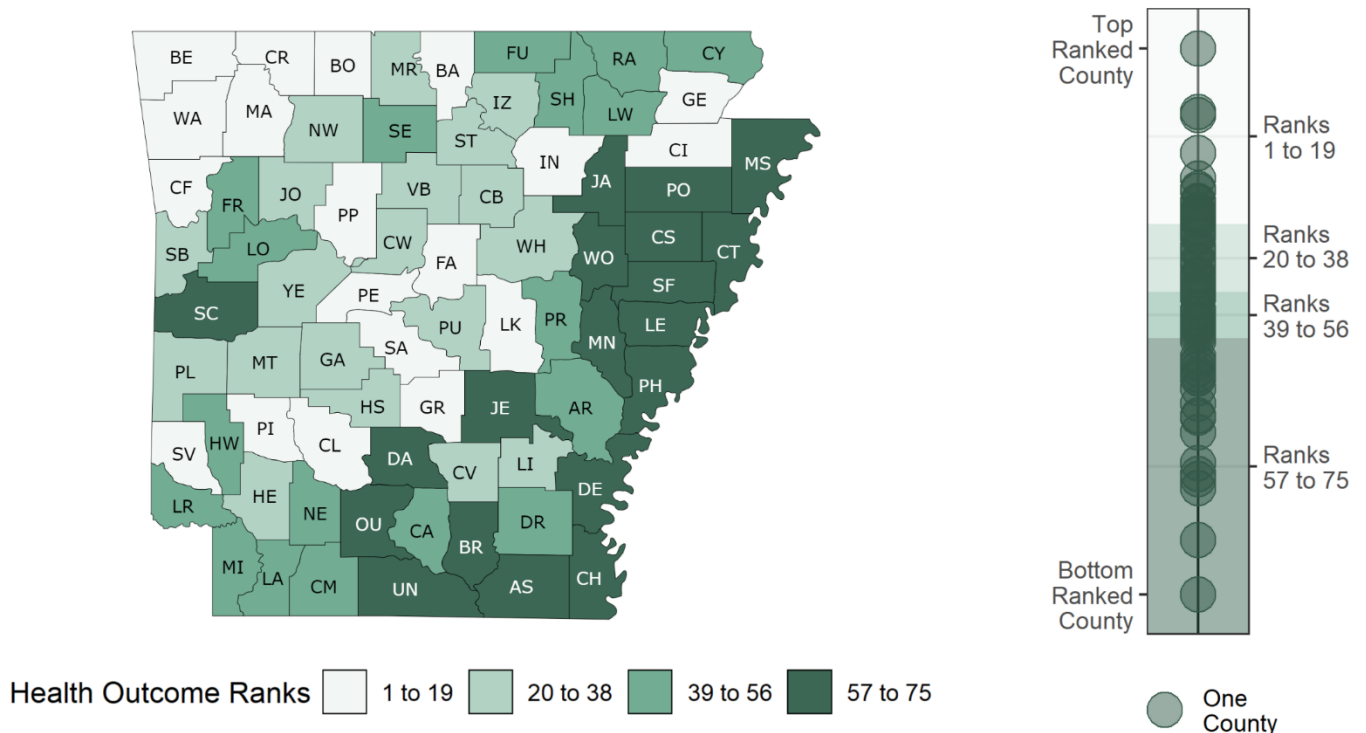 BE
CR
BO
MR
BA
FU
RA
CY
WA
MA
NW
SE
IZ
SH
LW
GE
ST
IN
CI
MS
CF
FR
JO
PP
VB
CB
JA
PO
SB
LO
CW
FA
WH
WO
CS
CT
SC
YE
PE
PU
LK
PR
SF
SA
MN
LE
PL
MT
GA
HS
GR
JE
AR
PH
SV
HW
PI
CL
DA
CV
LI
DE
LR
HE
NE
OU
CA
BR
DR
MI
LA
CM
UN
AS
CH
Health Outcome Ranks
1 to 19
20 to 38
39 to 56
57 to 75
Top
Ranked
County
Ranks
1 to 19
Ranks
20 to 38
Ranks
39 to 56
Ranks
57 to 75
Bottom
Ranked
County
One
County